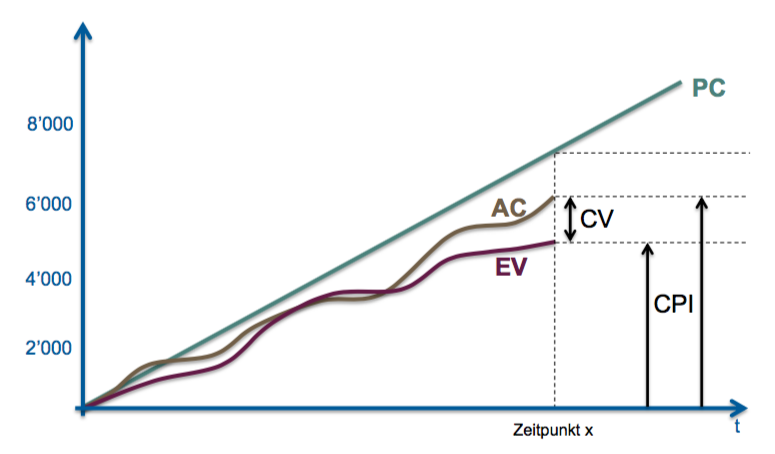 PC
8'000
6'000
AC
CV
EV
4'000
CPI
2'000
t
Zeitpunkt x